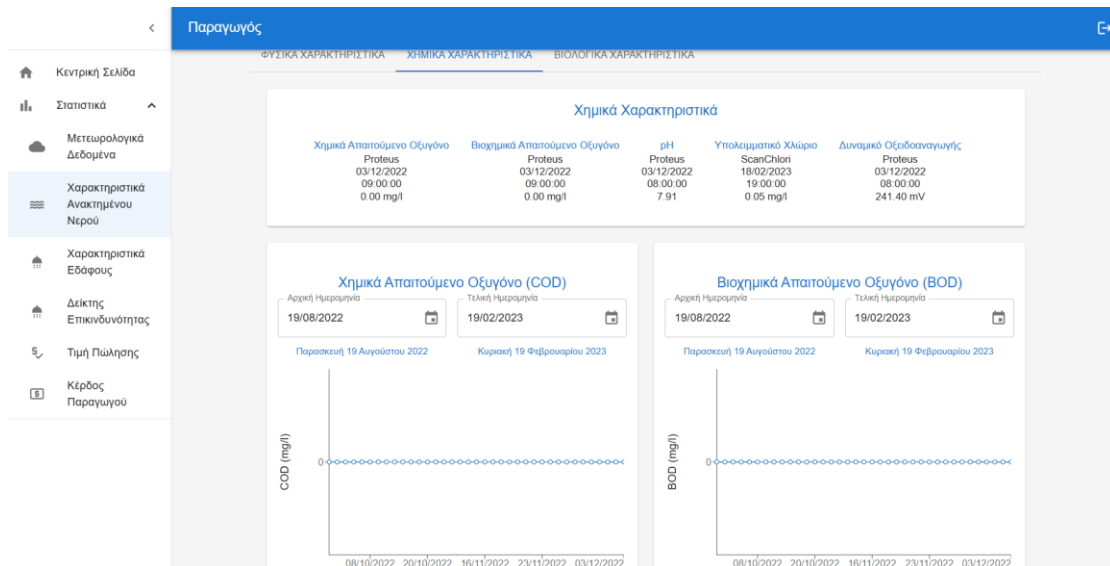 Παραγωγός
Κεντρική Σελίδα
Στατιστικά
Μετεωρολογικά
Δεδομένα
Χαρακτηριστικά
Ανακτημένου
Νερού
Χαρακτηριστικά
Εδάφους
Δείκτης
Επικινδυνότητας
Τιμή Πώλησης
Κέρδος
Παραγωγού
ΦΥΣΙΚΑ ΧΑΡΑΚΤΗΡΙΣΤΙΚΑ ΧΗΜΙΚΑ ΧΑΡΑΚΤΗΡΙΣΤΙΚΑ ΒΙΟΛΟΓΙΚΑ ΧΑΡΑΚΤΗΡΙΣΤΙΚΑ
Χημικά Χαρακτηριστικά
Χημικά Απαιτούμενο Οξυγόνο Βιοχημικά Απαιτούμενο Οξυγόνο pH Υπολειμματικό Χλώριο Δυναμικό Οξειδοαναγωγής
Proteus Proteus Proteus ScanChlori Proteus
03/12/2022 03/12/2022 03/12/2022 18/02/2023 03/12/2022
09:00:00 09:00:00 08:00:00 19:00:00 08:00:00
0.00 mg/l 0.00 mg/l 7.91 0.05 mg/l 241.40 mV
Χημικά Απαιτούμενο Οξυγόνο (COD)
Αρχική Ημερομηνία Τελική Ημερομηνία
19/08/2022 19/02/2023
Παρασκευή 19 Αυγούστου 2022 Κυριακή 19 Φεβρουαρίου 2023
COD (mg/l)
0
08/10/2022 20/10/2022 16/11/2022 23/11/2022 03/12/2022
Βιοχημικά Απαιτούμενο Οξυγόνο (BOD)
Αρχική Ημερομηνία Τελική Ημερομηνία
19/08/2022 19/02/2023
Παρασκευή 19 Αυγούστου 2022 Κυριακή 19 Φεβρουαρίου 2023
BOD (mg/l)
0
08/10/2022 20/10/2022 16/11/2022 23/11/2022 03/12/2022